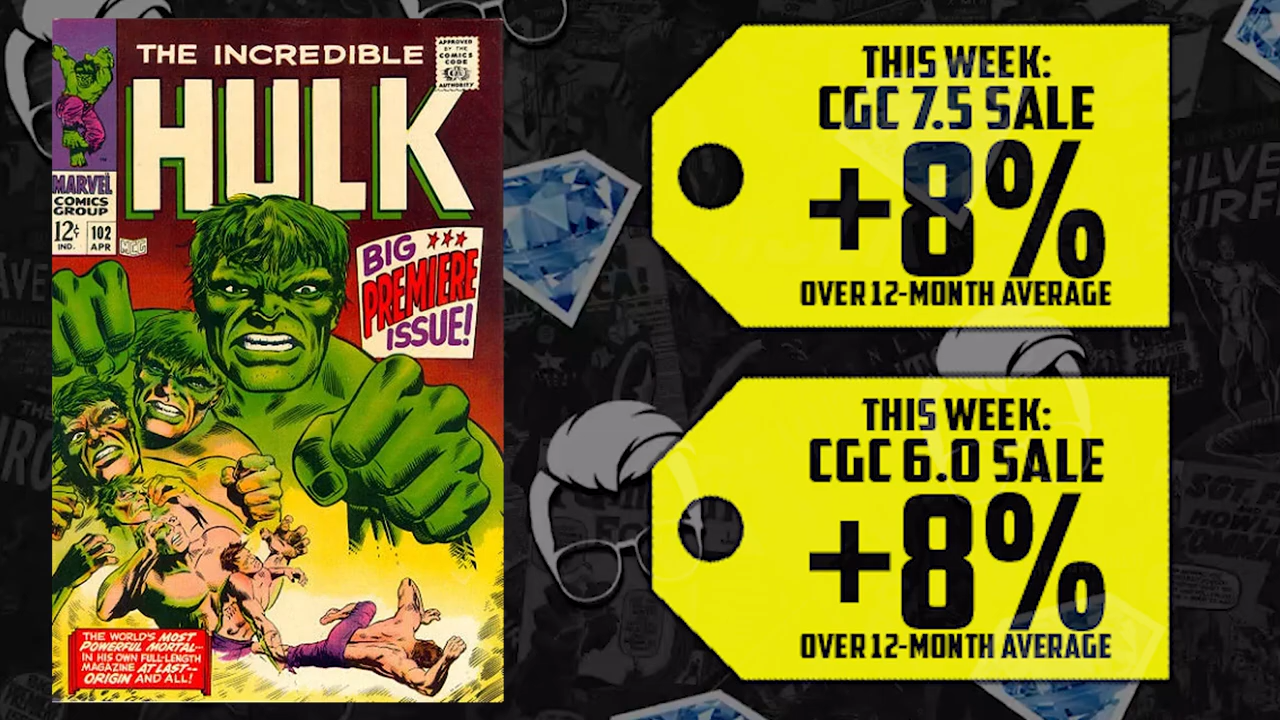 THE INCREDIBLE
HULK
APPROVED
BY THE
COMICS
CODE
AUTHORITY
MARVEL
COMICS
GROUP
12¢
IND.
102
APR
MCG
BIG
PREMIERE
ISSUE!
THE WORLD'S MOST
POWERFUL MORTAL--
IN HIS OWN FULL-LENGTH
MAGAZINE AT LAST--
ORIGIN AND ALL!
THIS WEEK:
CGC 7.5 SALE
+8%
OVER 12-MONTH AVERAGE
THIS WEEK:
CGC 6.0 SALE
+8%
OVER 12-MONTH AVERAGE